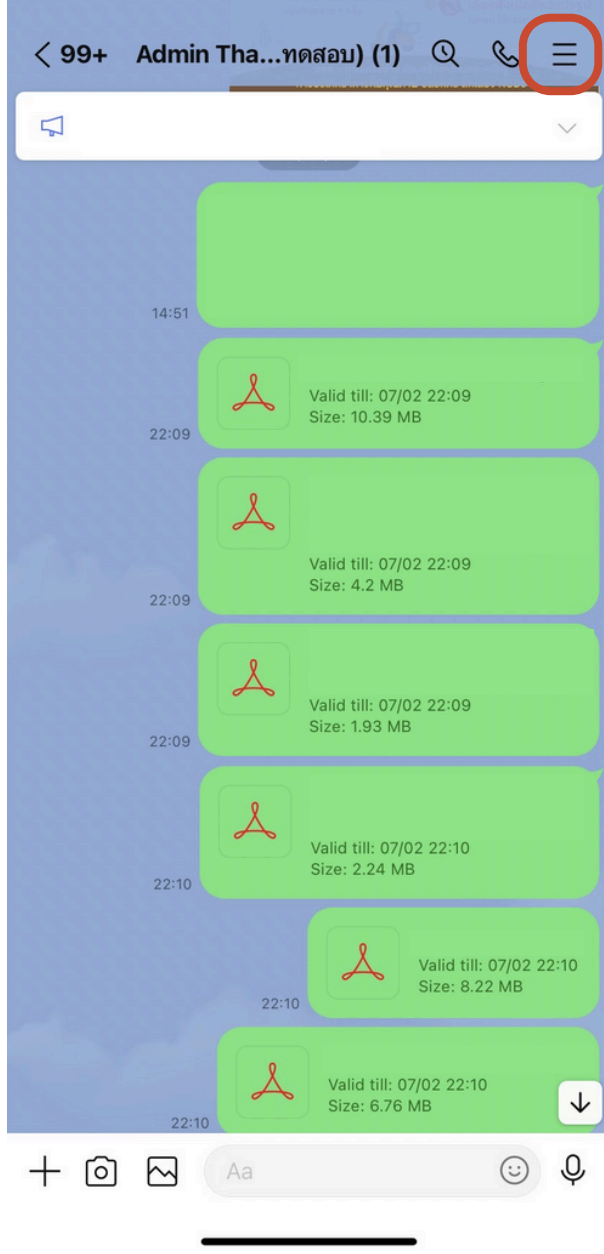 99+ Admin Tha...ทดสอบ) (1)
14:51
Valid till: 07/02 22:09
Size: 10.39 MB
22:09
Valid till: 07/02 22:09
Size: 4.2 MB
22:09
Valid till: 07/02 22:09
Size: 1.93 MB
22:09
Valid till: 07/02 22:10
Size: 2.24 MB
22:10
Valid till: 07/02 22:10
Size: 8.22 MB
22:10
Valid till: 07/02 22:10
Size: 6.76 MB
22:10
Aa